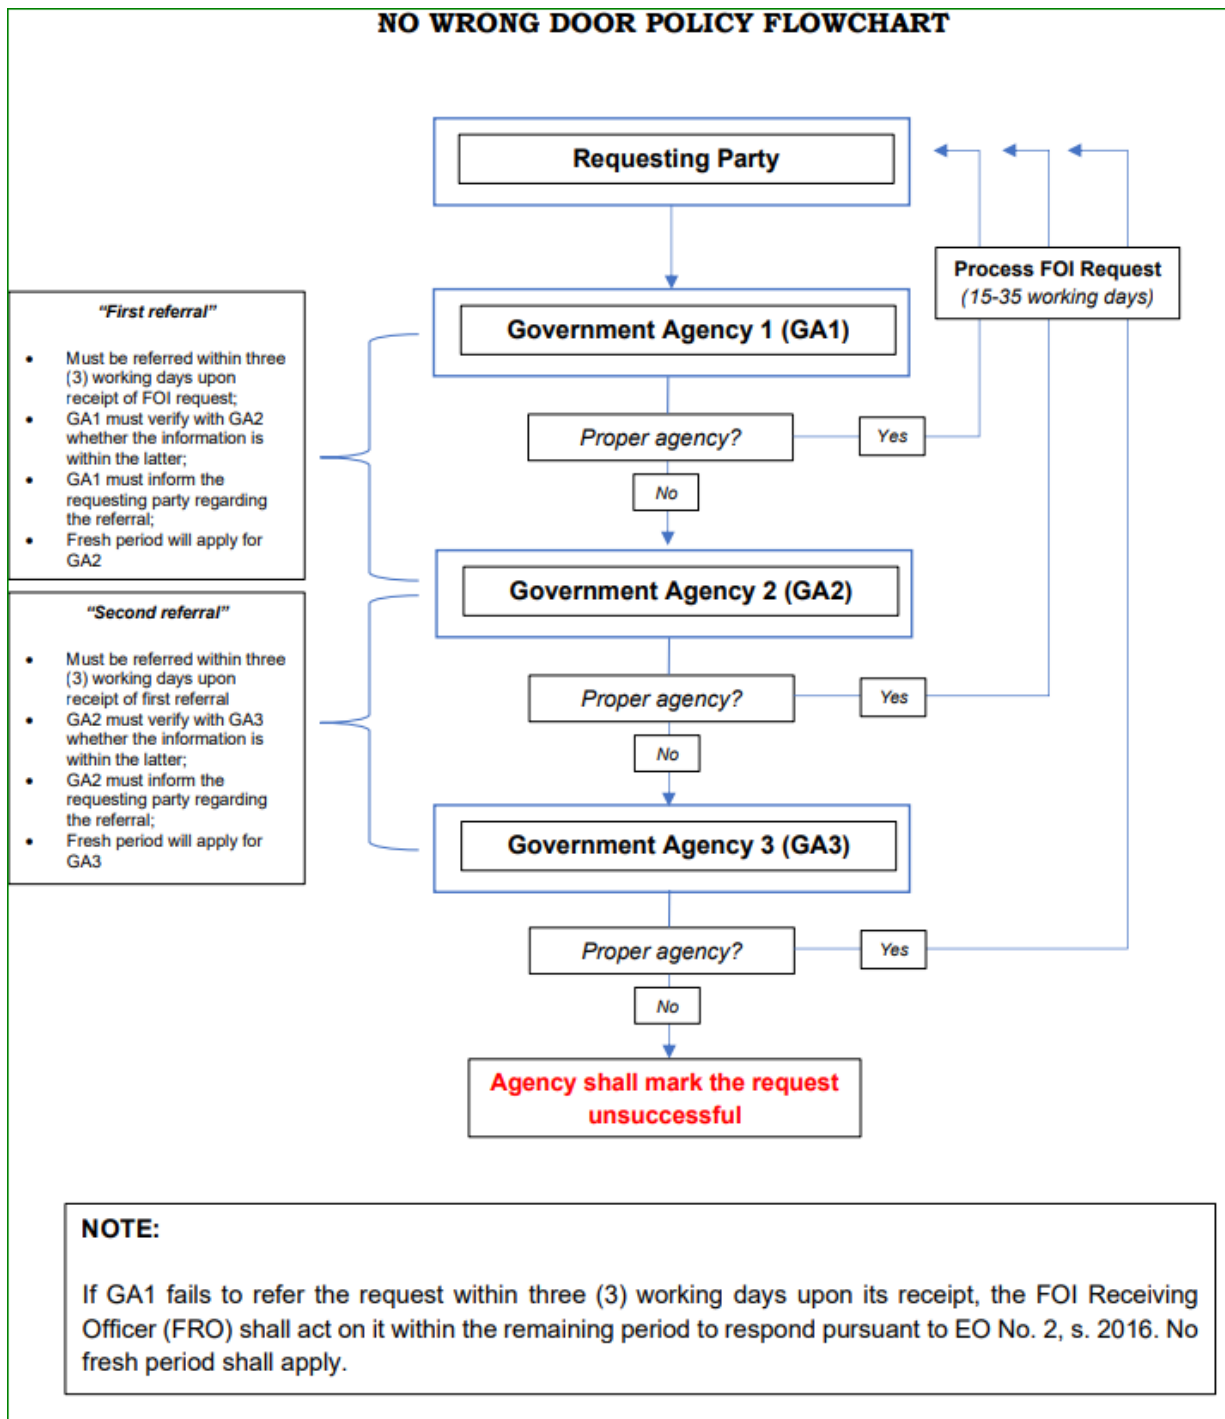 NO WRONG DOOR POLICY FLOWCHART
Requesting Party
Process FOI Request
(15-35 working days)
"First referral"
• Must be referred within three
(3) working days upon
receipt of FOI request;
• GA1 must verify with GA2
whether the information is
within the latter;
• GA1 must inform the
requesting party regarding
the referral;
• Fresh period will apply for
GA2
Government Agency 1 (GA1)
Proper agency?
Yes
No
Government Agency 2 (GA2)
"Second referral"
• Must be referred within three
(3) working days upon
receipt of first referral
• GA2 must verify with GA3
whether the information is
within the latter;
• GA2 must inform the
requesting party regarding
the referral;
• Fresh period will apply for
GA3
Proper agency?
Yes
No
Government Agency 3 (GA3)
Proper agency?
Yes
No
Agency shall mark the request
unsuccessful
NOTE:
If GA1 fails to refer the request within three (3) working days upon its receipt, the FOI Receiving
Officer (FRO) shall act on it within the remaining period to respond pursuant to EO No. 2, s. 2016. No
fresh period shall apply.